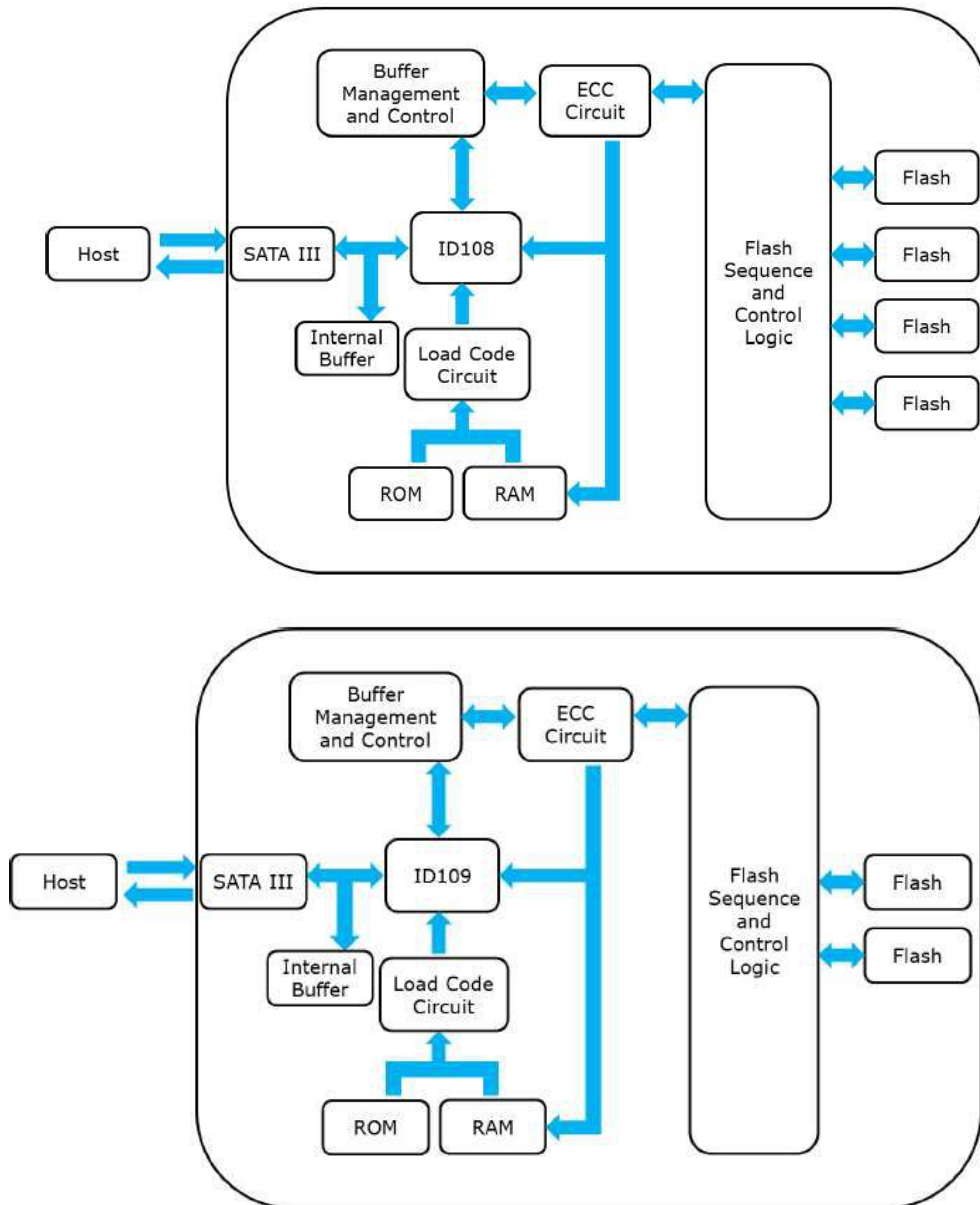 Buffer
Management
and Control
ECC
Circuit
Flash
Host
SATA III
ID108
Flash
Sequence
and
Control
Logic
Flash
Internal
Buffer
Load Code
Circuit
Flash
Flash
ROM
RAM
Buffer
Management
and Control
ECC
Circuit
Host
SATA III
ID109
Flash
Sequence
and
Control
Logic
Flash
Flash
Internal
Buffer
Load Code
Circuit
ROM
RAM